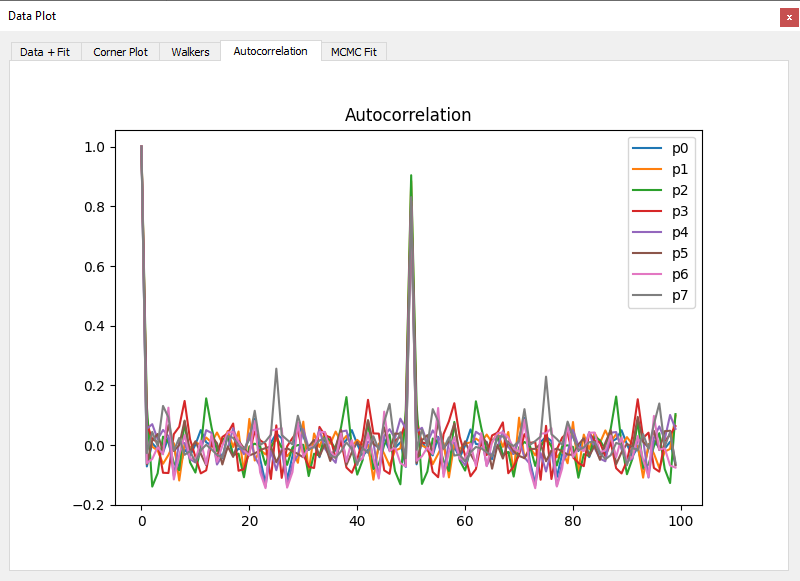 Data Plot
x
Data + Fit Corner Plot Walkers Autocorrelation MCMC Fit
Autocorrelation
1.0
0.8
0.6
0.4
0.2
0.0
−0.2
0 20 40 60 80 100
p0
p1
p2
p3
p4
p5
p6
p7